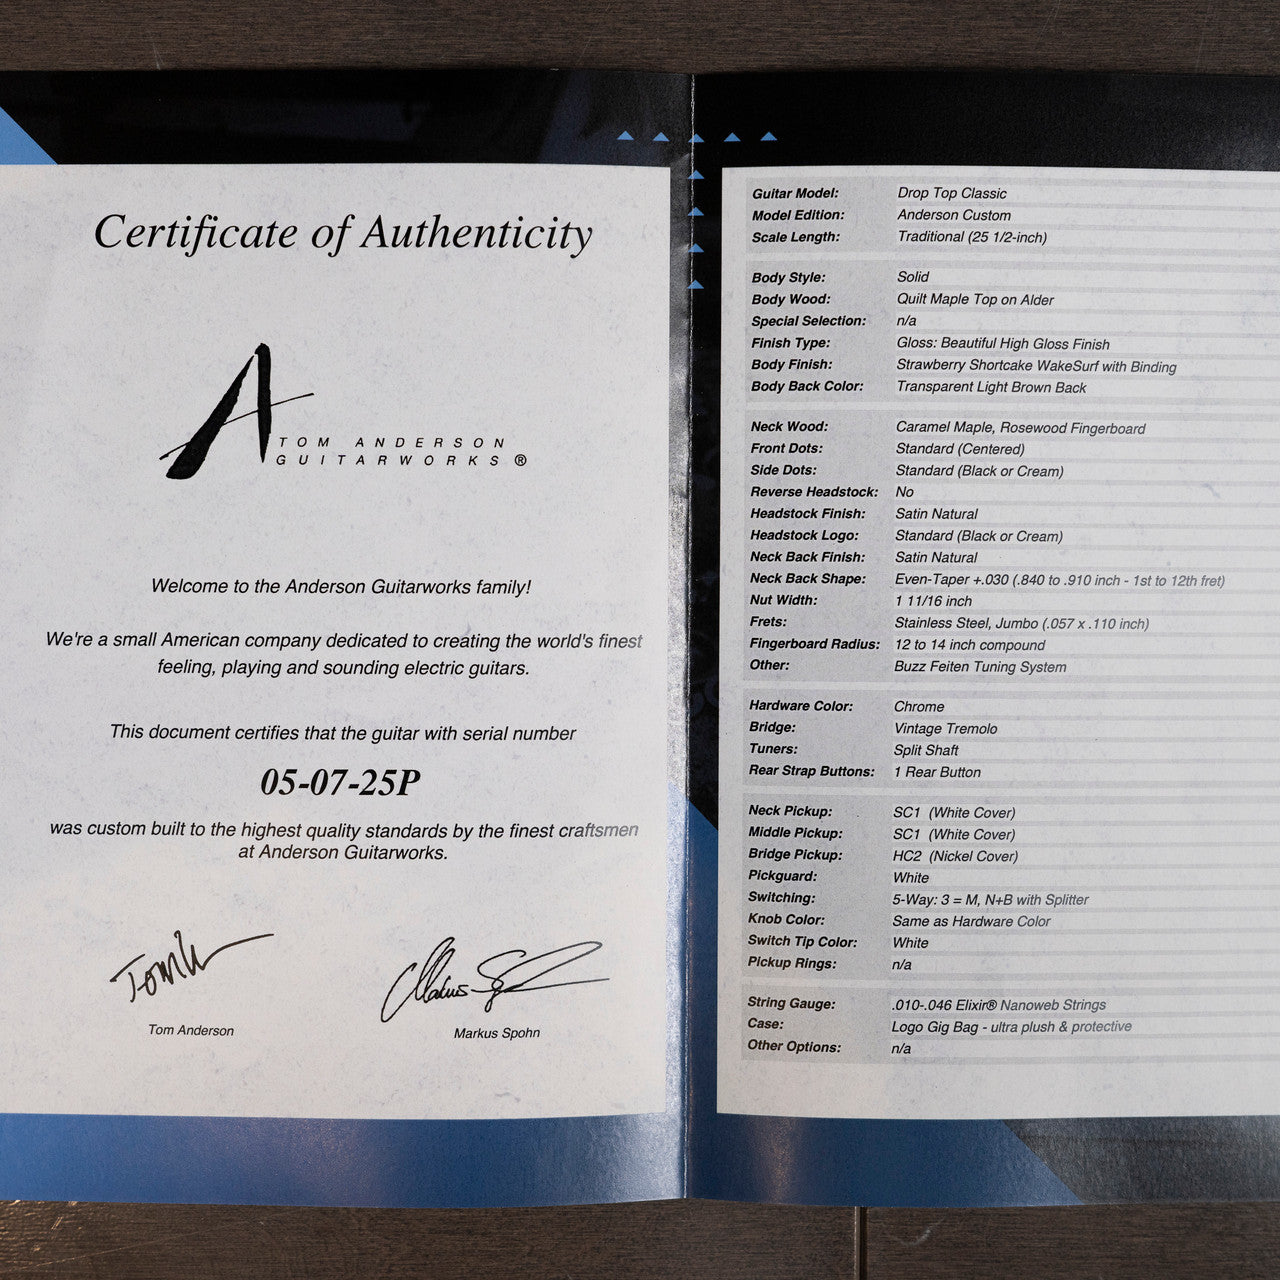 Certificate of Authenticity
TOM ANDERSON
GUITARWORKS ®
Welcome to the Anderson Guitarworks family!
We're a small American company dedicated to creating the world's finest
feeling, playing and sounding electric guitars.
This document certifies that the guitar with serial number
05-07-25P
was custom built to the highest quality standards by the finest craftsmen
at Anderson Guitarworks.
Tom Anderson
Markus Spohn
Guitar Model: Drop Top Classic
Model Edition: Anderson Custom
Scale Length: Traditional (25 1/2-inch)
Body Style: Solid
Body Wood: Quilt Maple Top on Alder
Special Selection: n/a
Finish Type: Gloss: Beautiful High Gloss Finish
Body Finish: Strawberry Shortcake WakeSurf with Binding
Body Back Color: Transparent Light Brown Back
Neck Wood: Caramel Maple, Rosewood Fingerboard
Front Dots: Standard (Centered)
Side Dots: Standard (Black or Cream)
Reverse Headstock: No
Headstock Finish: Satin Natural
Headstock Logo: Standard (Black or Cream)
Neck Back Finish: Satin Natural
Neck Back Shape: Even-Taper +.030 (.840 to .910 inch - 1st to 12th fret)
Nut Width: 1 11/16 inch
Frets: Stainless Steel, Jumbo (.057 x .110 inch)
Fingerboard Radius: 12 to 14 inch compound
Other: Buzz Feiten Tuning System
Hardware Color: Chrome
Bridge: Vintage Tremolo
Tuners: Split Shaft
Rear Strap Buttons: 1 Rear Button
Neck Pickup: SC1 (White Cover)
Middle Pickup: SC1 (White Cover)
Bridge Pickup: HC2 (Nickel Cover)
Pickguard: White
Switching: 5-Way: 3 = M, N+B with Splitter
Knob Color: Same as Hardware Color
Switch Tip Color: White
Pickup Rings: n/a
String Gauge: .010-.046 Elixir® Nanoweb Strings
Case: Logo Gig Bag - ultra plush & protective
Other Options: n/a